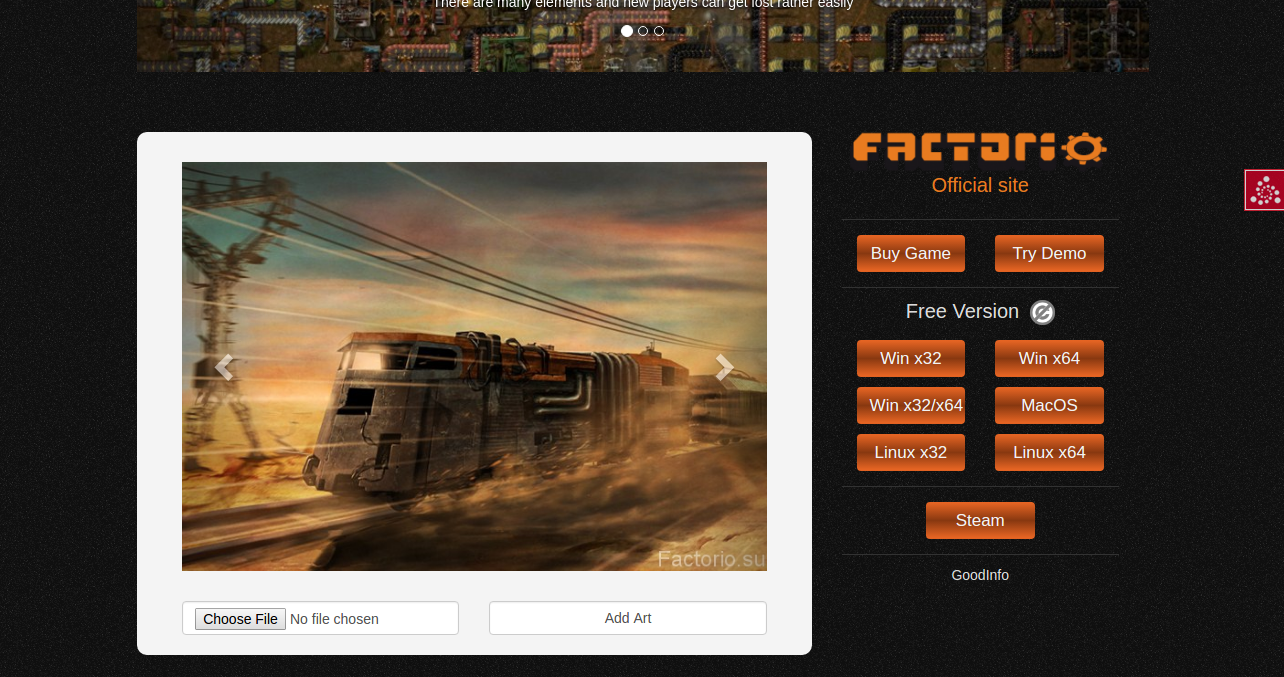 There are many elements and new players can get lost rather easily
FACTORIO
Official site
Buy Game
Try Demo
Free Version
Win x32
Win x64
Win x32/x64
MacOS
Linux x32
Linux x64
Steam
GoodInfo
Factorio.su
Choose File No file chosen
Add Art